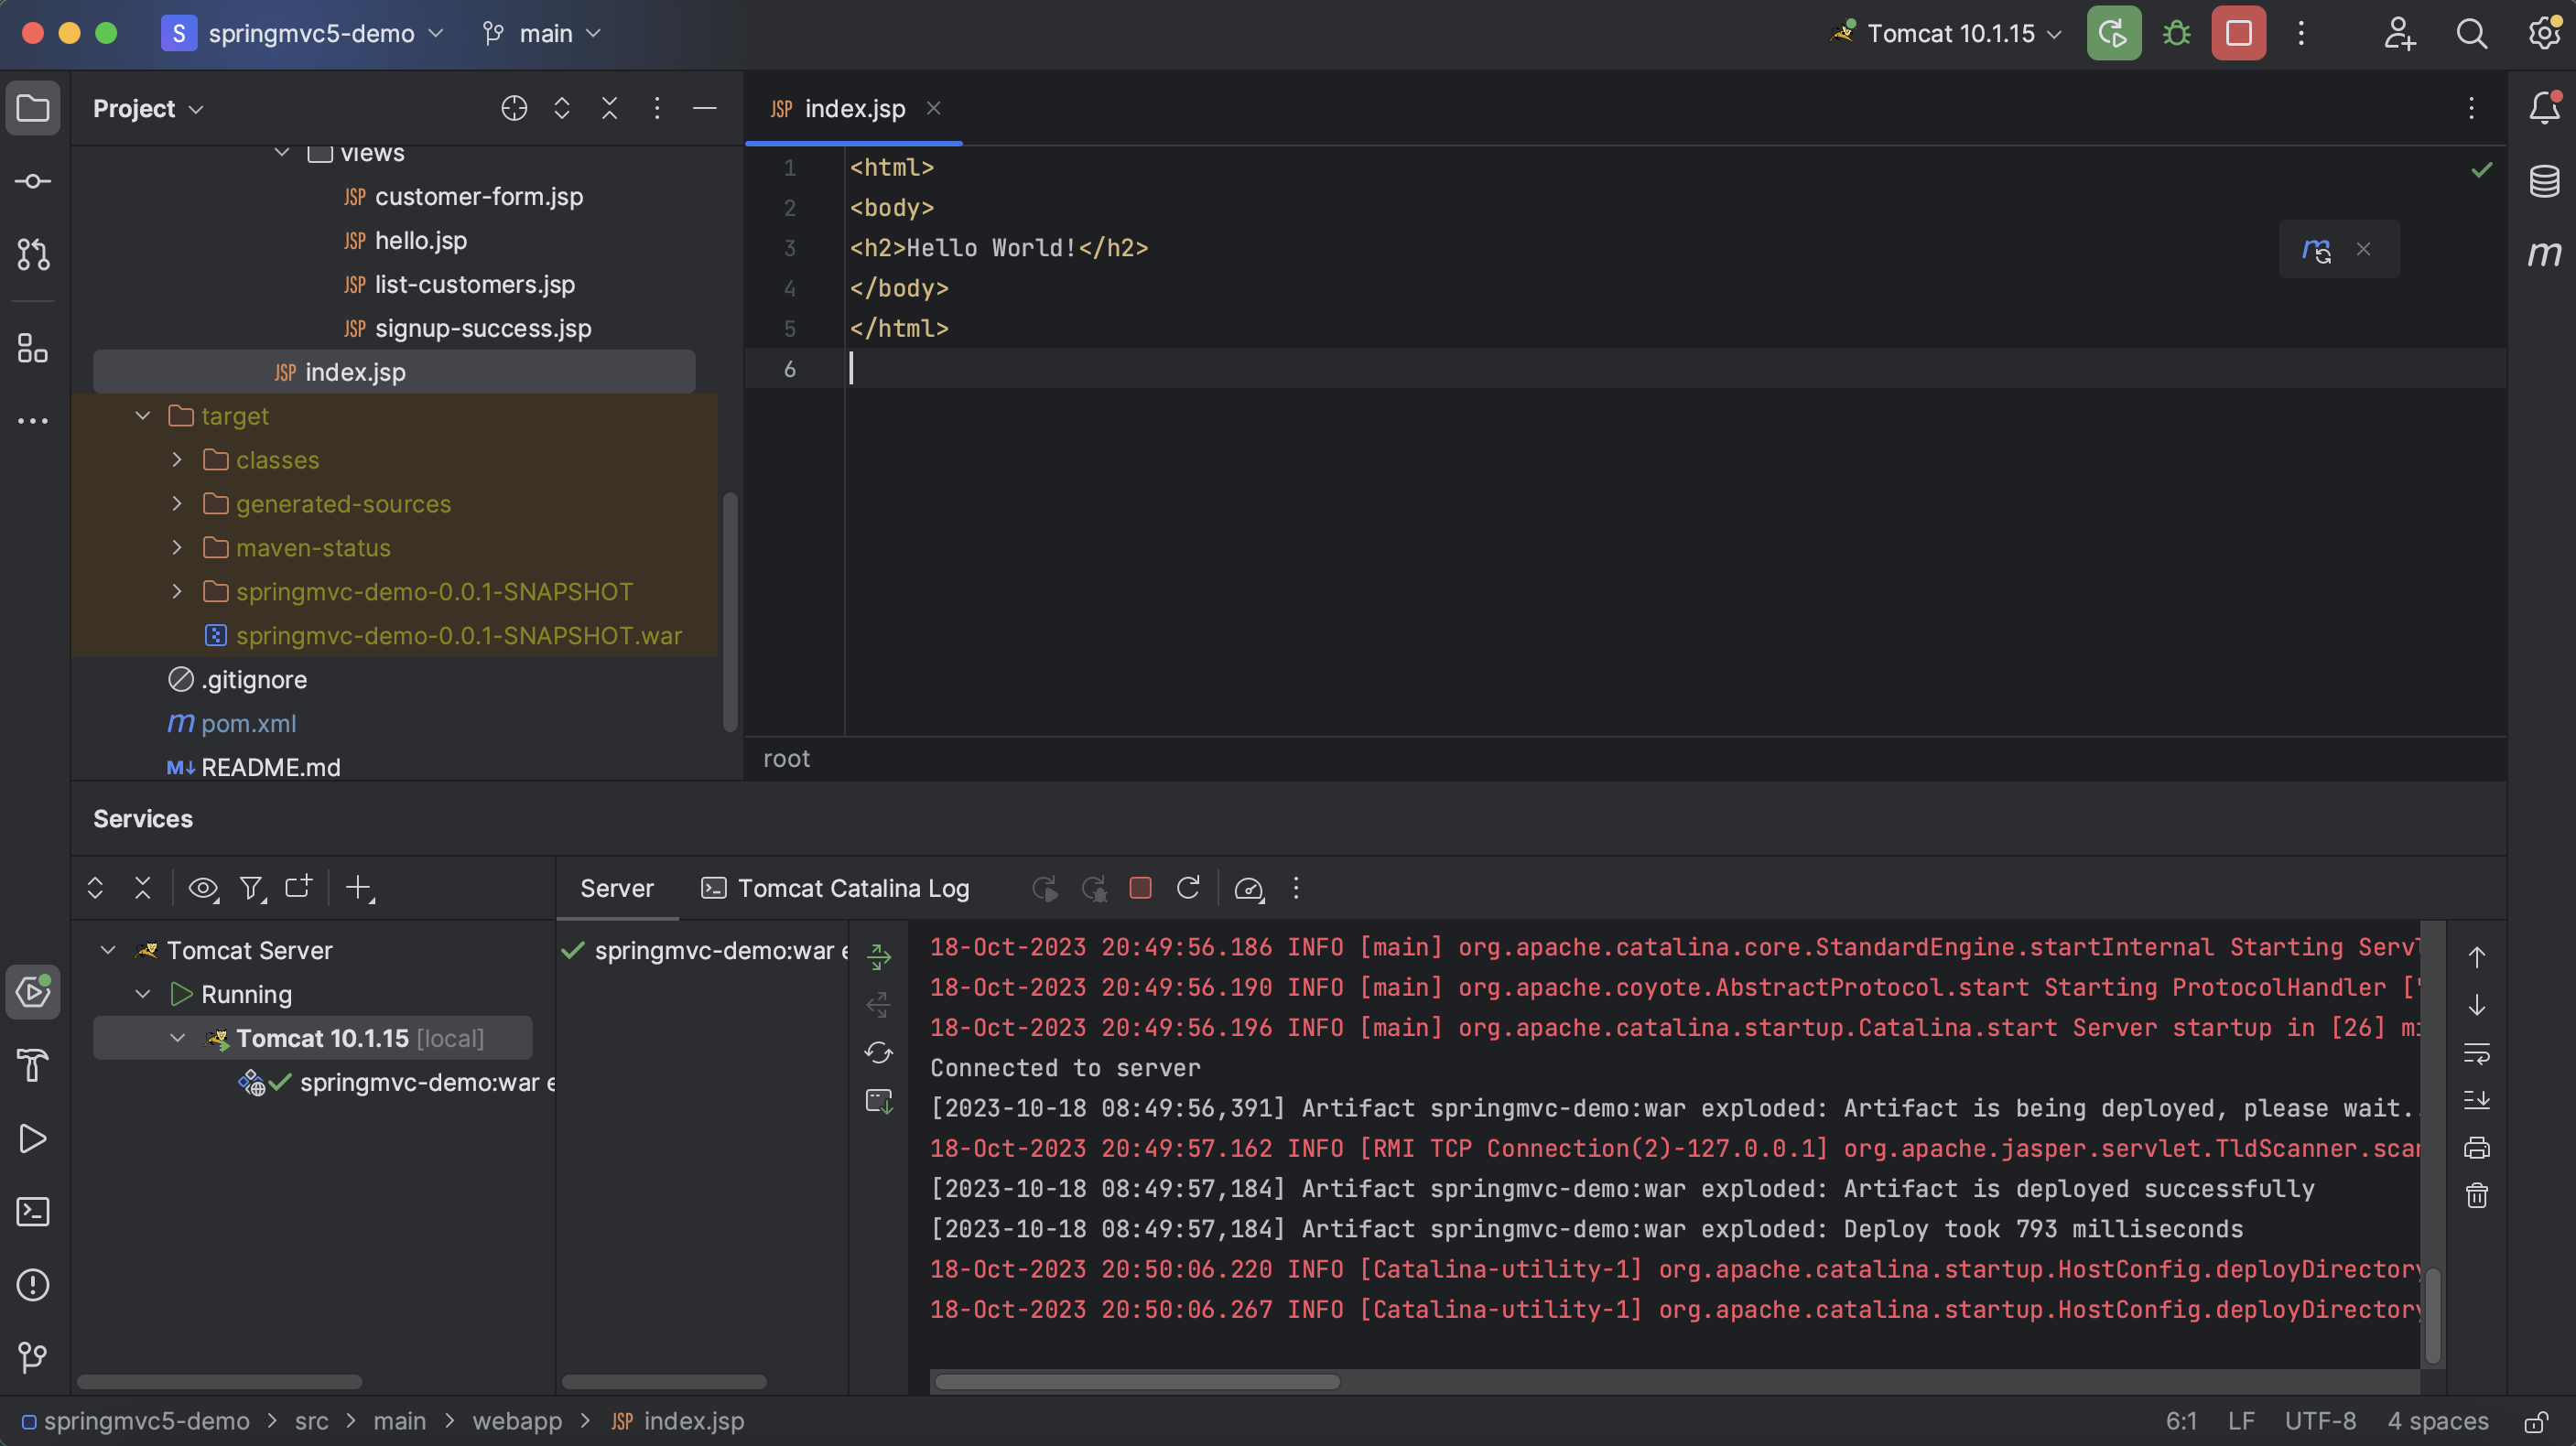 S springmvc5-demo main Tomcat 10.1.15
Project
views
JSP customer-form.jsp
JSP hello.jsp
JSP list-customers.jsp
JSP signup-success.jsp
JSP index.jsp
target
classes
generated-sources
maven-status
springmvc-demo-0.0.1-SNAPSHOT
springmvc-demo-0.0.1-SNAPSHOT.war
.gitignore
m pom.xml
M↓ README.md
JSP index.jsp
1 <html>
2 <body>
3 <h2>Hello World!</h2>
4 </body>
5 </html>
6
m
m
root
Services
Server Tomcat Catalina Log
Tomcat Server
Running
Tomcat 10.1.15 [local]
springmvc-demo:war e
springmvc-demo:war e
18-Oct-2023 20:49:56.186 INFO [main] org.apache.catalina.core.StandardEngine.startInternal Starting Servl
18-Oct-2023 20:49:56.190 INFO [main] org.apache.coyote.AbstractProtocol.start Starting ProtocolHandler ["
18-Oct-2023 20:49:56.196 INFO [main] org.apache.catalina.startup.Catalina.start Server startup in [26] mi
Connected to server
[2023-10-18 08:49:56,391] Artifact springmvc-demo:war exploded: Artifact is being deployed, please wait..
18-Oct-2023 20:49:57.162 INFO [RMI TCP Connection(2)-127.0.0.1] org.apache.jasper.servlet.TldScanner.scan
[2023-10-18 08:49:57,184] Artifact springmvc-demo:war exploded: Artifact is deployed successfully
[2023-10-18 08:49:57,184] Artifact springmvc-demo:war exploded: Deploy took 793 milliseconds
18-Oct-2023 20:50:06.220 INFO [Catalina-utility-1] org.apache.catalina.startup.HostConfig.deployDirectory
18-Oct-2023 20:50:06.267 INFO [Catalina-utility-1] org.apache.catalina.startup.HostConfig.deployDirectory
springmvc5-demo > src > main > webapp > JSP index.jsp
6:1 LF UTF-8 4 spaces